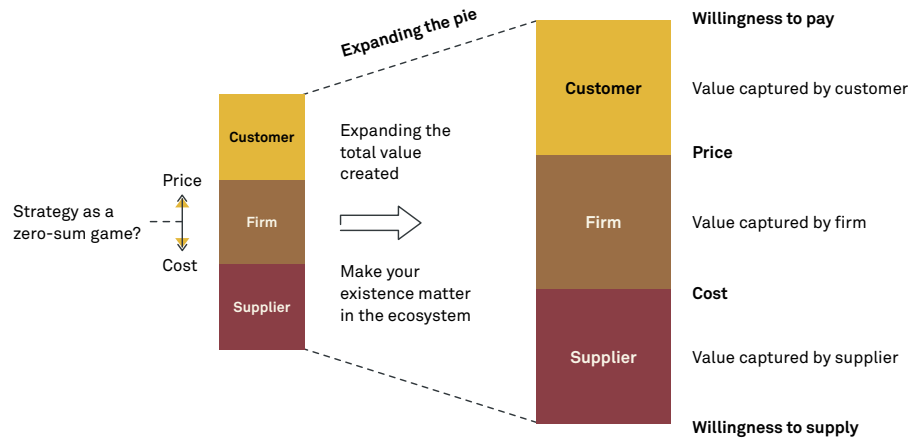 Expanding the pie
Willingness to pay
Customer
Value captured by customer
Price
Firm
Value captured by firm
Cost
Supplier
Value captured by supplier
Willingness to supply
Customer
Firm
Supplier
Price
Strategy as a
zero-sum game?
Cost
Expanding the
total value
created
Make your
existence matter
in the ecosystem